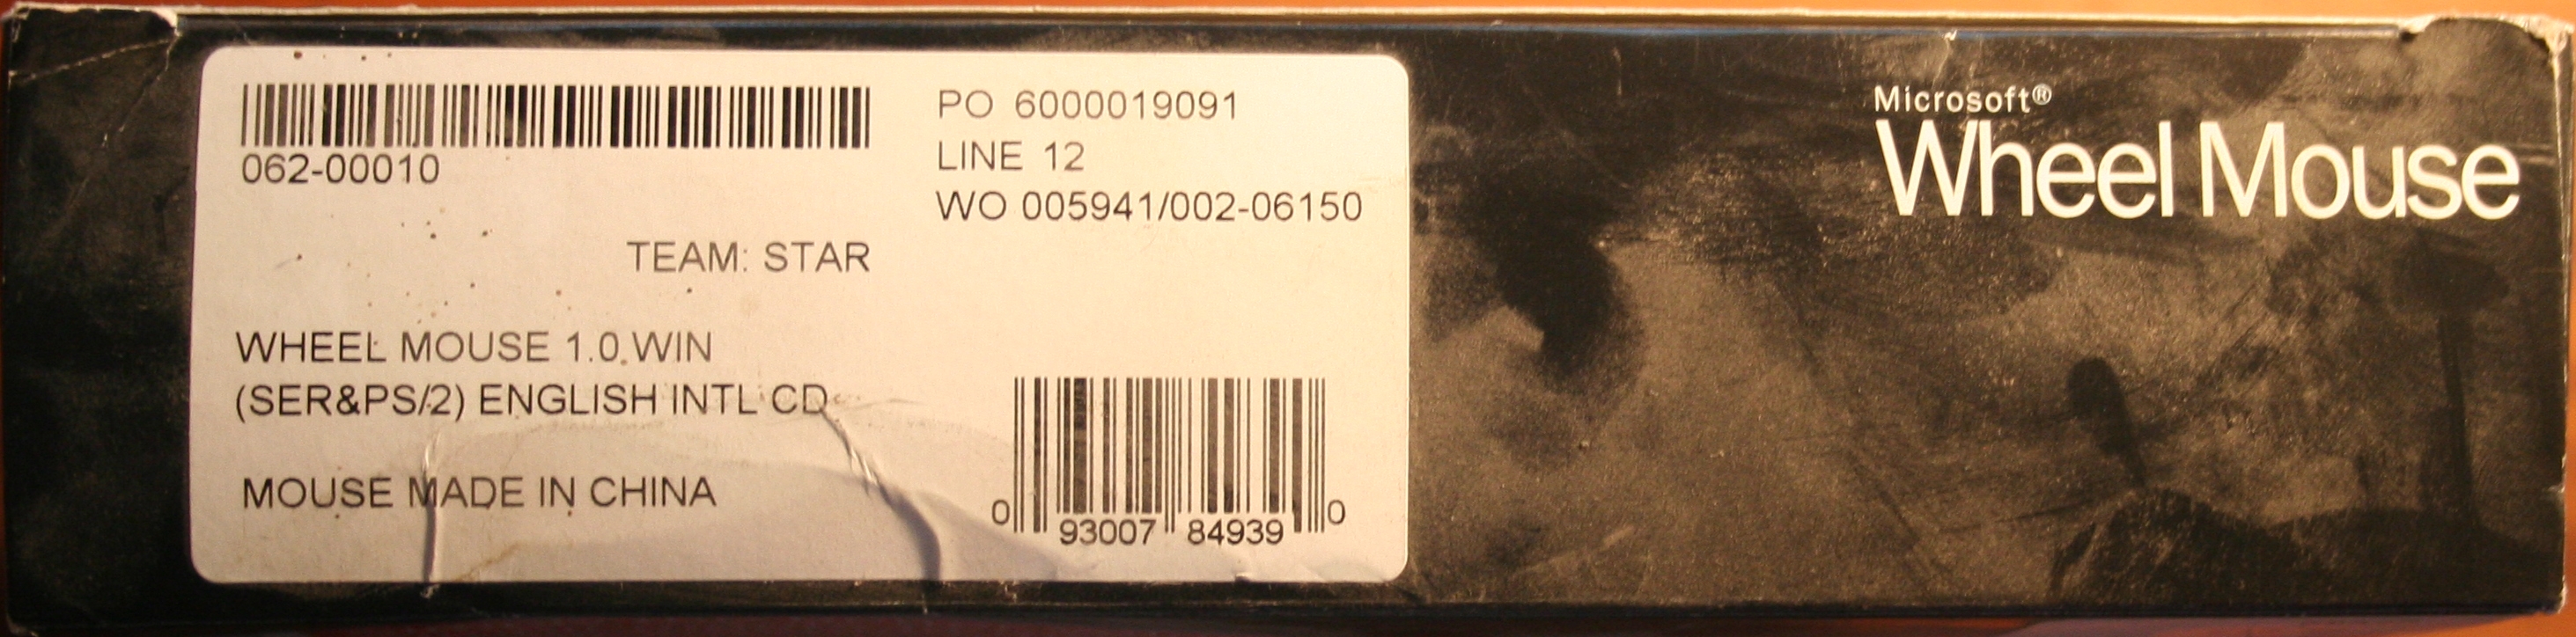 062-00010
TEAM: STAR
PO 6000019091
LINE 12
WO 005941/002-06150
WHEEL MOUSE 1.0 WIN
(SER&PS/2) ENGLISH INTL CD
MOUSE MADE IN CHINA
0 93007 84939 0
Microsoft®
Wheel Mouse